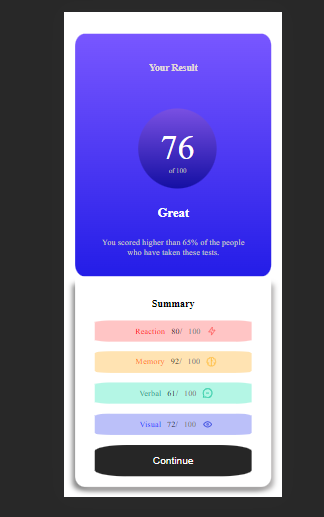 Your Result
76
of 100
Great
You scored higher than 65% of the people
who have taken these tests.
Summary
Reaction 80/ 100
Memory 92/ 100
Verbal 61/ 100
Visual 72/ 100
Continue